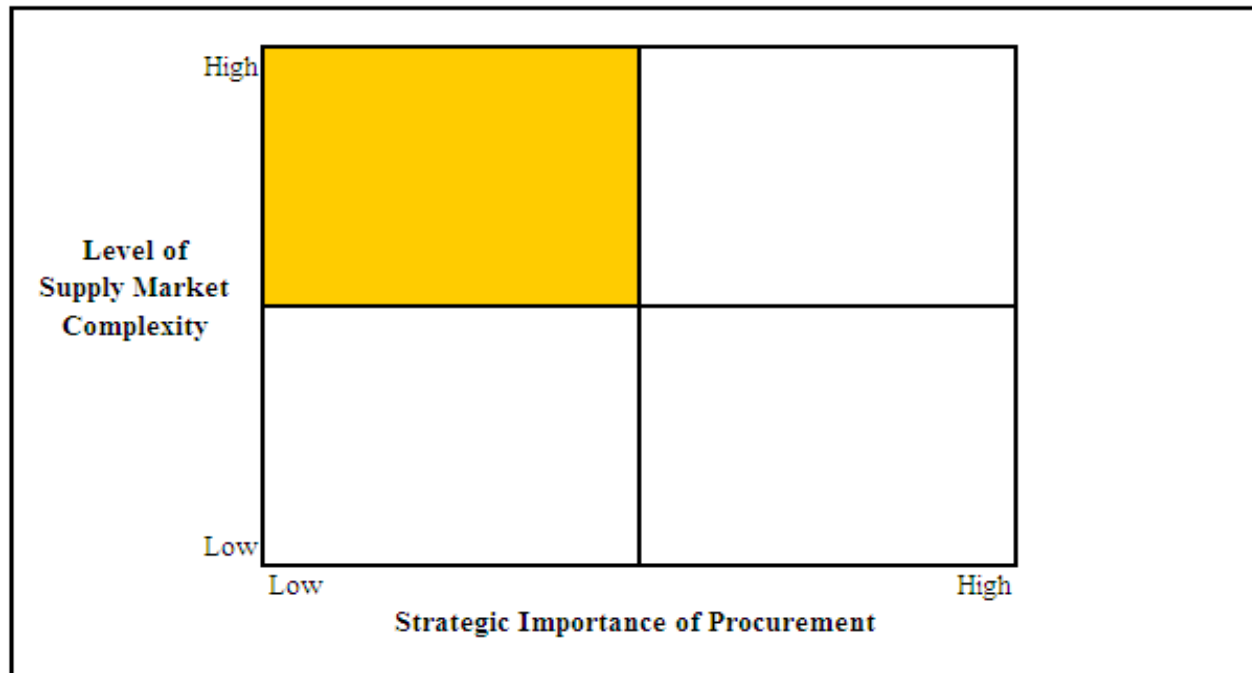 High
Level of
Supply Market
Complexity
Low
Low
High
Strategic Importance of Procurement